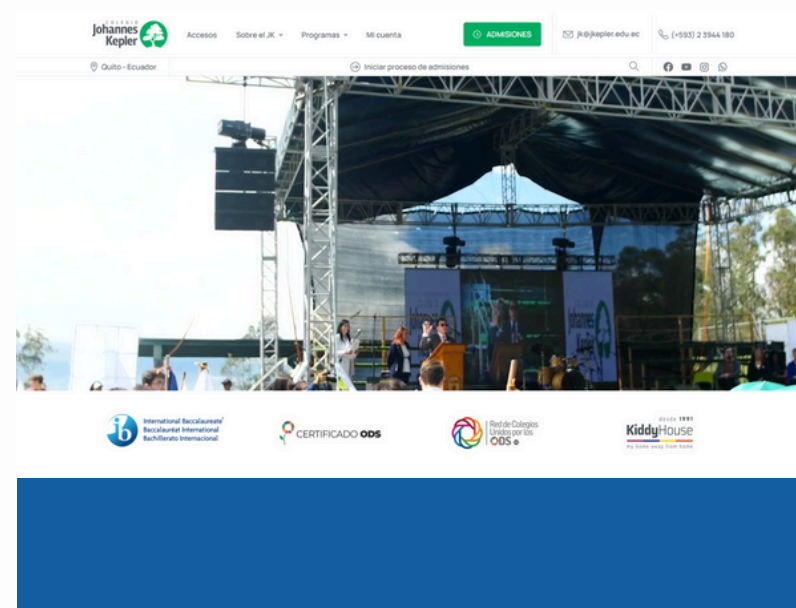 COLEGIO
Johannes
Kepler
Accesos
Sobre el JK
Programas
Mi cuenta
ADMISIONES
jk@jkepler.edu.ec
(+593) 2 3944 180
Quito - Ecuador
Iniciar proceso de admisiones
Johannes
Kepler
International Baccalaureate®
Baccalauréat International
Bachillerato Internacional
CERTIFICADO ODS
Red de Colegios
Unidos por los
ODS
desde 1991
KiddyHouse
my home away from home